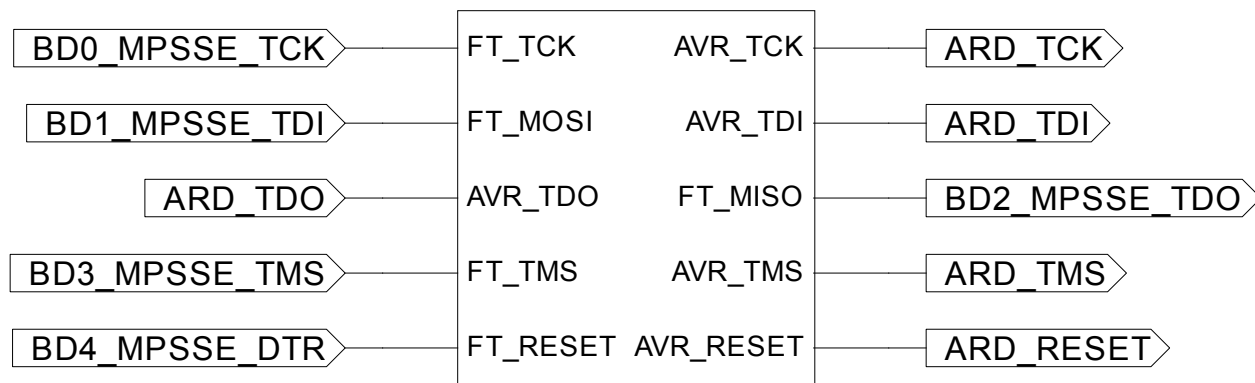 BD0_MPSSE_TCK FT_TCK AVR_TCK ARD_TCK
BD1_MPSSE_TDI FT_MOSI AVR_TDI ARD_TDI
ARD_TDO AVR_TDO FT_MISO BD2_MPSSE_TDO
BD3_MPSSE_TMS FT_TMS AVR_TMS ARD_TMS
BD4_MPSSE_DTR FT_RESET AVR_RESET ARD_RESET